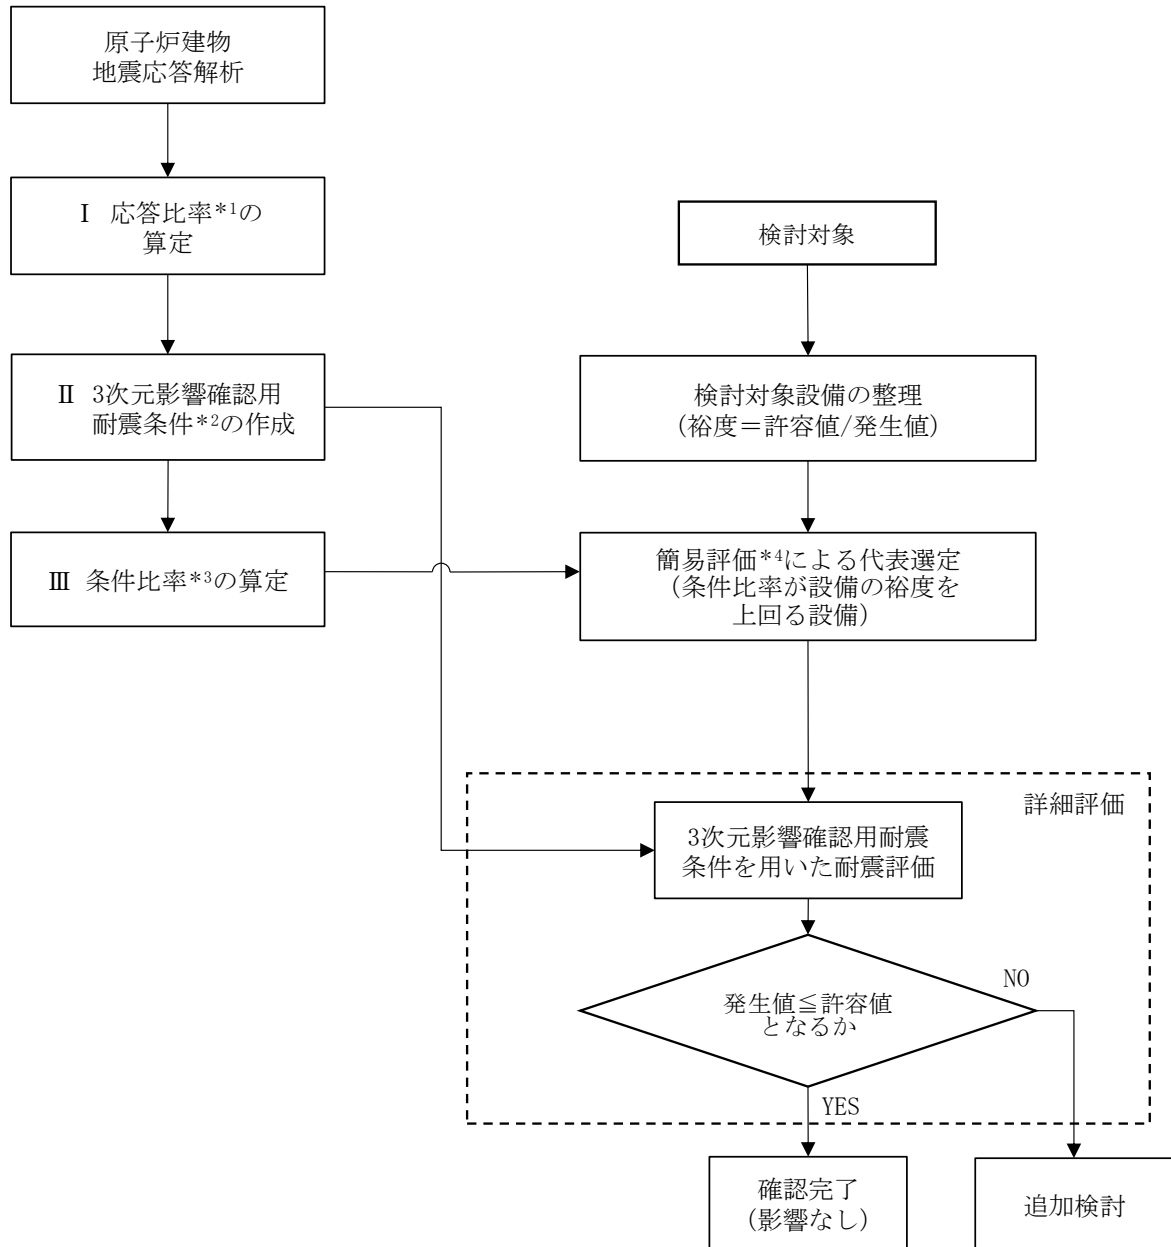 原子炉建物
地震応答解析
Ⅰ 応答比率*1の
算定
Ⅱ 3次元影響確認用
耐震条件*2の作成
Ⅲ 条件比率*3の算定
検討対象
検討対象設備の整理
(裕度=許容値/発生値)
簡易評価*4による代表選定
(条件比率が設備の裕度を
上回る設備)
詳細評価
3次元影響確認用耐震
条件を用いた耐震評価
発生値≦許容値
となるか
NO
YES
確認完了
(影響なし)
追加検討